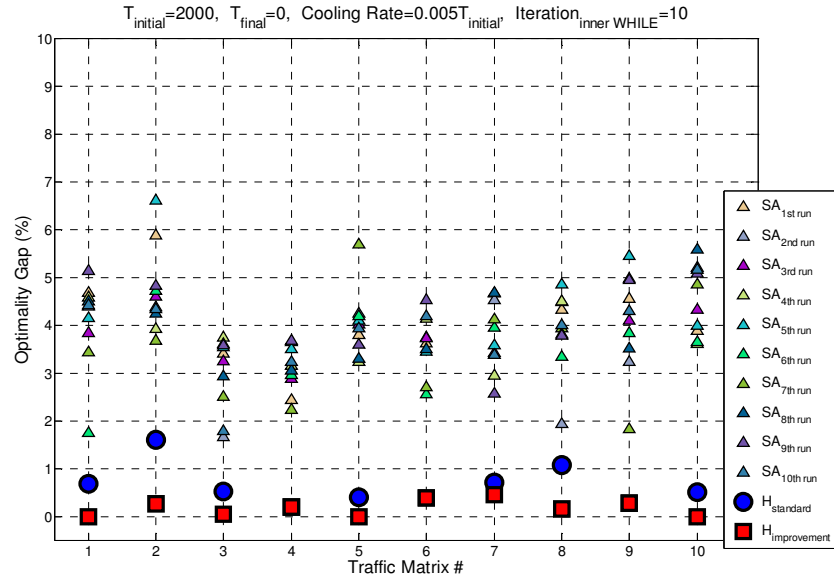 T_initial=2000, T_final=0, Cooling Rate=0.005T_initial, Iteration_inner WHILE=10
Optimality Gap (%)
10
9
8
7
6
5
4
3
2
1
0
1 2 3 4 5 6 7 8 9 10
Traffic Matrix #
SA_1st run
SA_2nd run
SA_3rd run
SA_4th run
SA_5th run
SA_6th run
SA_7th run
SA_8th run
SA_9th run
SA_10th run
H_standard
H_improvement